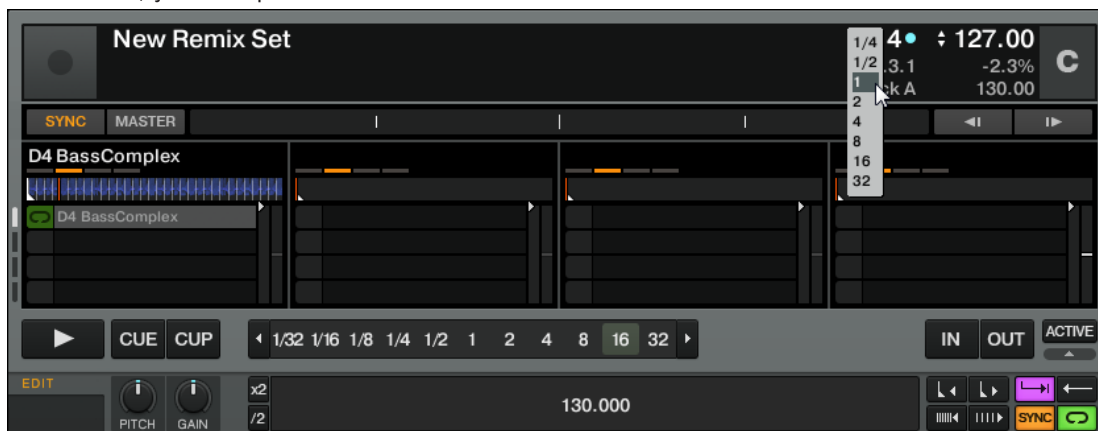 New Remix Set
1/4 4 127.00
1/2 .3.1 -2.3% C
1 ck A 130.00
2
4
8
16
32
SYNC MASTER
D4 BassComplex
D4 BassComplex
CUE CUP 1/32 1/16 1/8 1/4 1/2 1 2 4 8 16 32 IN OUT ACTIVE
EDIT
x2
/2
130.000
PITCH GAIN
SYNC